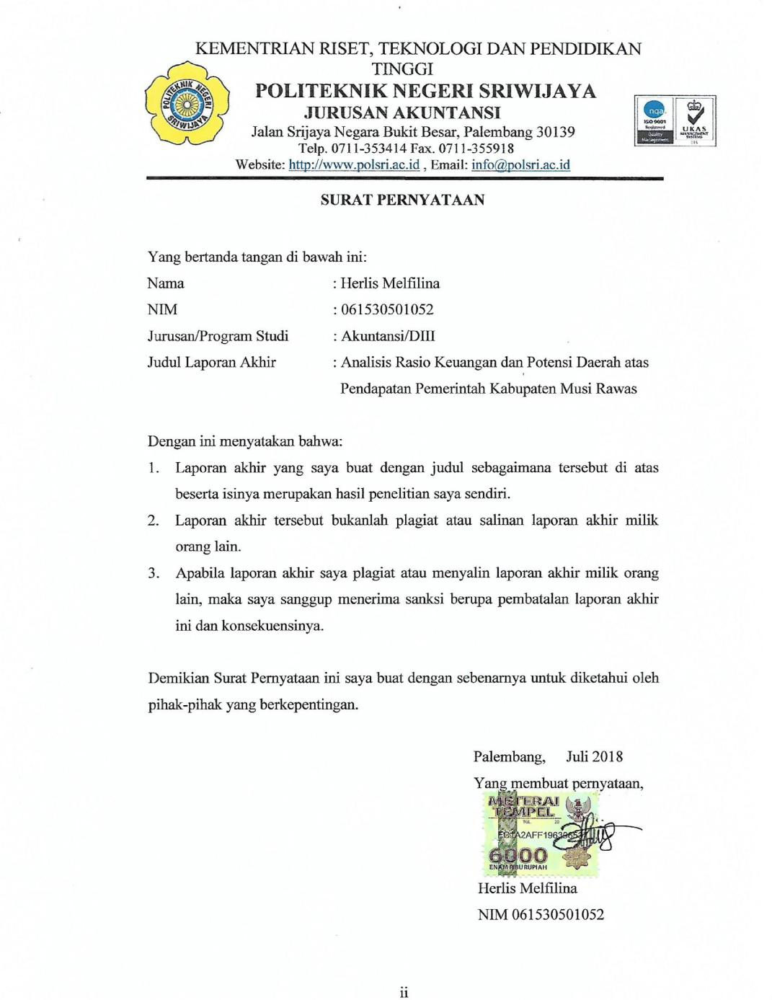 KEMENTRIAN RISET, TEKNOLOGI DAN PENDIDIKAN
TINGGI
POLITEKNIK NEGERI SRIWIJAYA
JURUSAN AKUNTANSI
Jalan Srijaya Negara Bukit Besar, Palembang 30139
Telp. 0711-353414 Fax. 0711-355918
Website: http://www.polsri.ac.id , Email: info@polsri.ac.id
POLITEKNIK NEGERI
SRIWIJAYA
nqa
ISO 9001
Registered
Quality
Management
UKAS
MANAGEMENT
SYSTEMS
SURAT PERNYATAAN
Yang bertanda tangan di bawah ini:
Nama : Herlis Melfilina
NIM : 061530501052
Jurusan/Program Studi : Akuntansi/DIII
Judul Laporan Akhir : Analisis Rasio Keuangan dan Potensi Daerah atas
Pendapatan Pemerintah Kabupaten Musi Rawas
Dengan ini menyatakan bahwa:
1. Laporan akhir yang saya buat dengan judul sebagaimana tersebut di atas
beserta isinya merupakan hasil penelitian saya sendiri.
2. Laporan akhir tersebut bukanlah plagiat atau salinan laporan akhir milik
orang lain.
3. Apabila laporan akhir saya plagiat atau menyalin laporan akhir milik orang
lain, maka saya sanggup menerima sanksi berupa pembatalan laporan akhir
ini dan konsekuensinya.
Demikian Surat Pernyataan ini saya buat dengan sebenarnya untuk diketahui oleh
pihak-pihak yang berkepentingan.
Palembang, Juli 2018
Yang membuat pernyataan,
METERAI
TEMPEL
TGL 20
6000
ENAM RIBU RUPIAH
Herlis Melfilina
NIM 061530501052
ii